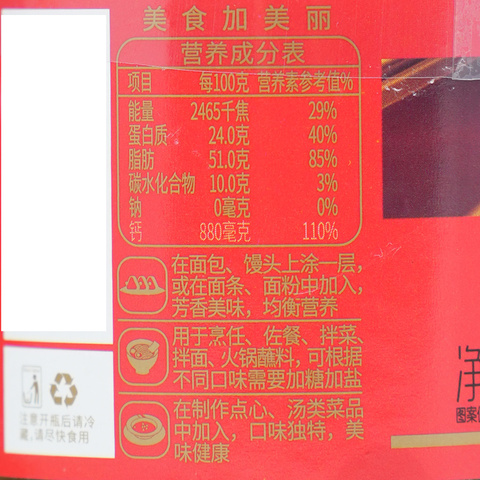 美食加美丽
营养成分表
项目 每100克 营养素参考值%
能量 2465千焦 29%
蛋白质 24.0克 40%
脂肪 51.0克 85%
碳水化合物 10.0克 3%
钠 0毫克 0%
钙 880毫克 110%
在面包、馒头上涂一层,
或在面条、面粉中加入,
芳香美味,均衡营养
用于烹饪、佐餐、拌菜、
拌面、火锅蘸料,可根据
不同口味需要加糖加盐
在制作点心、汤类菜品
中加入,口味独特,美
味健康
注意开瓶后请冷
藏,请尽快食用
净
图案